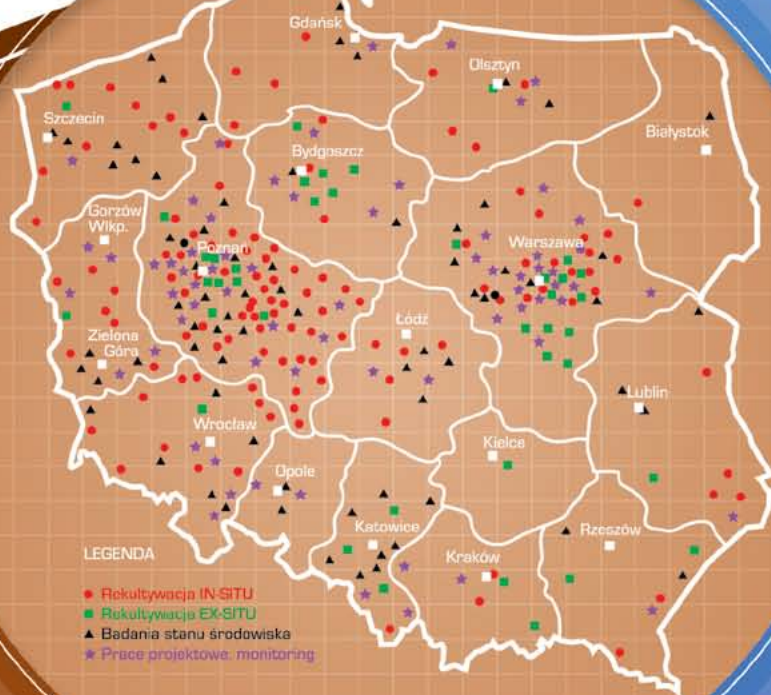 Gdańsk
Olsztyn
Szczecin
Białystok
Bydgoszcz
Gorzów
Wlkp.
Poznań
Warszawa
Łódź
Zielona
Góra
Lublin
Wrocław
Kielce
Opole
Katowice
Rzeszów
Kraków
LEGENDA
Rekultywacja IN-SITU
Rekultywacja EX-SITU
Badania stanu środowiska
Prace projektowe, monitoring